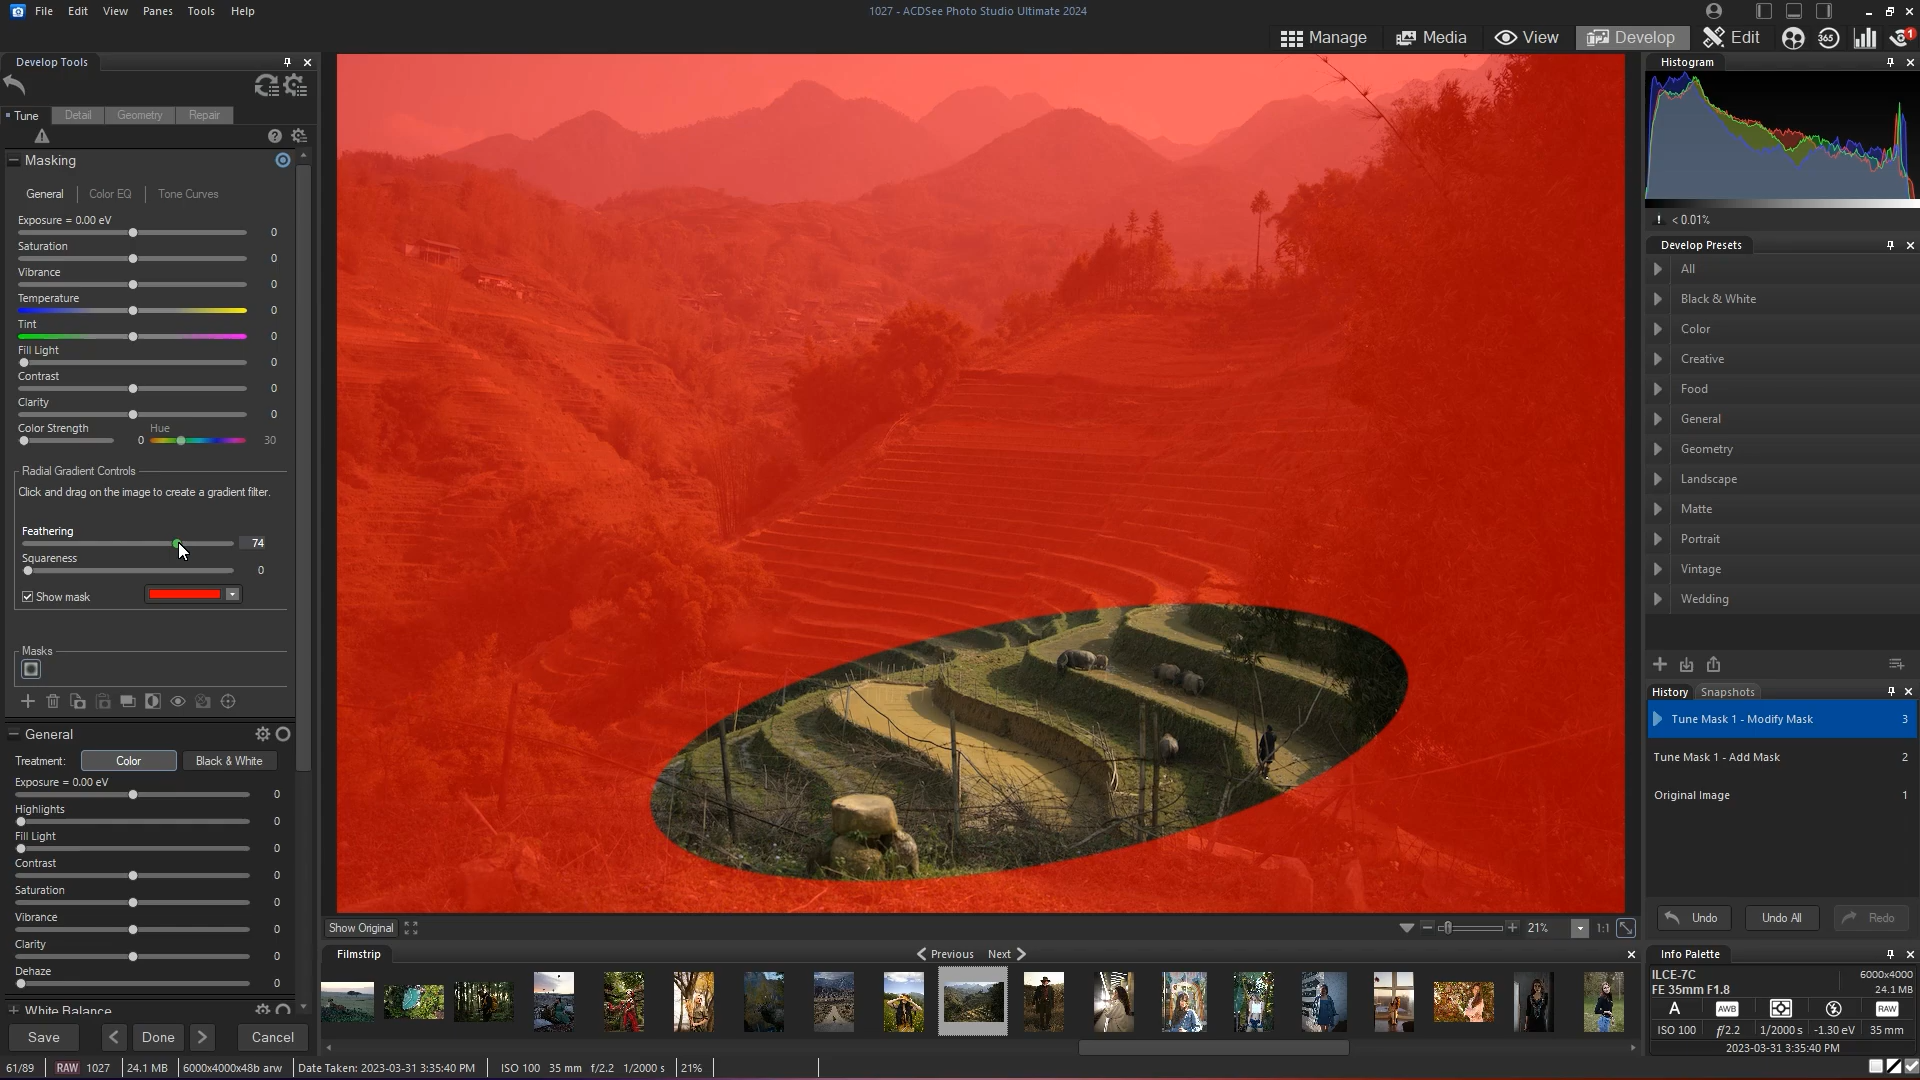 File Edit View Panes Tools Help
1027 - ACDSee Photo Studio Ultimate 2024
Manage Media View Develop Edit 365 1
Develop Tools
Tune Detail Geometry Repair
Masking
General Color EQ Tone Curves
Exposure = 0.00 eV
0
Saturation
0
Vibrance
0
Temperature
0
Tint
0
Fill Light
0
Contrast
0
Clarity
0
Color Strength Hue
0 30
Radial Gradient Controls
Click and drag on the image to create a gradient filter.
Feathering
74
Squareness
0
Show mask
Masks
General
Treatment: Color Black & White
Exposure = 0.00 eV
0
Highlights
0
Fill Light
0
Contrast
0
Saturation
0
Vibrance
0
Clarity
0
Dehaze
0
White Balance
Save Done Cancel
Show Original
21% 1:1
Filmstrip
Previous Next
Histogram
< 0.01%
Develop Presets
All
Black & White
Color
Creative
Food
General
Geometry
Landscape
Matte
Portrait
Vintage
Wedding
History Snapshots
Tune Mask 1 - Modify Mask 3
Tune Mask 1 - Add Mask 2
Original Image 1
Undo Undo All Redo
Info Palette
ILCE-7C 6000x4000
FE 35mm F1.8 24.1 MB
A AWB RAW
ISO 100 f/2.2 1/2000 s -1.30 eV 35 mm
2023-03-31 3:35:40 PM
61/89 RAW 1027 24.1 MB 6000x4000x48b arw Date Taken: 2023-03-31 3:35:40 PM ISO 100 35 mm f/2.2 1/2000 s 21%